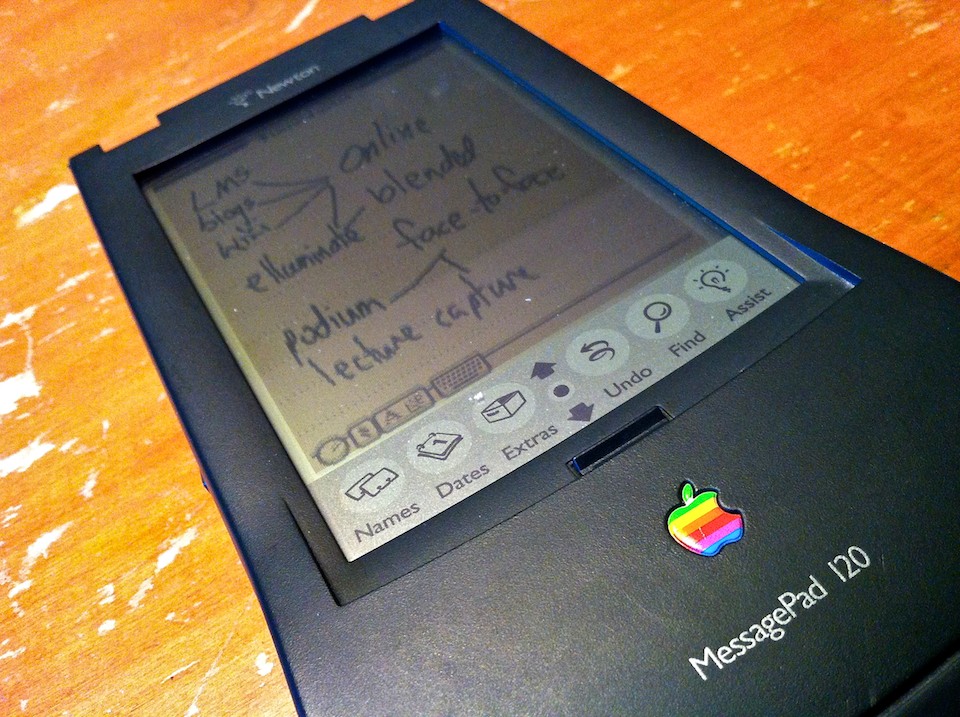 Newton
Online
LMS
blogs
wiki
blended
elluminate
face-to-face
podium
lecture capture
Names
Dates
Extras
Undo
Find
Assist
MessagePad 120